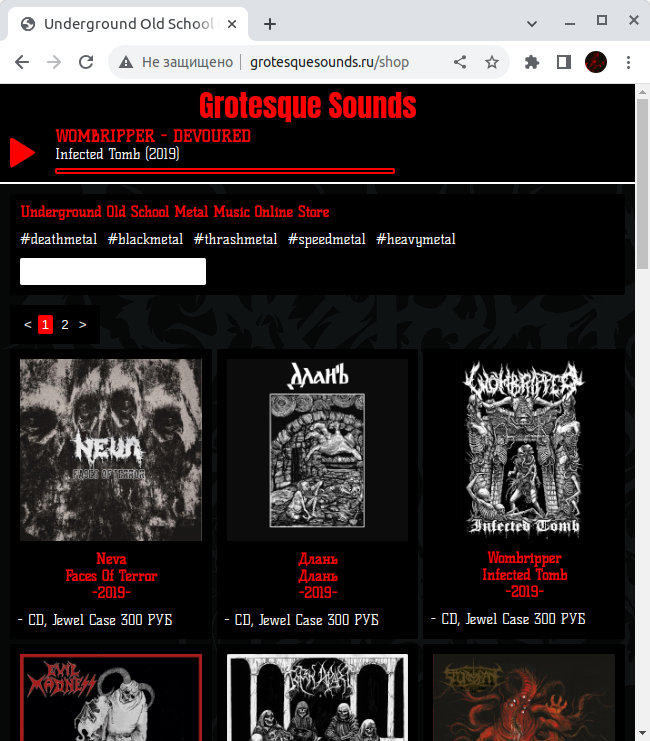 Underground Old School
Не защищено
grotesquesounds.ru/shop
Grotesque Sounds
WOMBRIPPER - DEVOURED
Infected Tomb (2019)
Underground Old School Metal Music Online Store
#deathmetal #blackmetal #thrashmetal #speedmetal #heavymetal
< 1 2 >
NEVA
FACES OF TERROR
ДЛАНЬ
WOMBRIPPER
Infected Tomb
Neva
Faces Of Terror
-2019-
- CD, Jewel Case 300 РУБ
Длань
Длань
-2019-
- CD, Jewel Case 300 РУБ
Wombripper
Infected Tomb
-2019-
- CD, Jewel Case 300 РУБ
EVIL
MADNESS